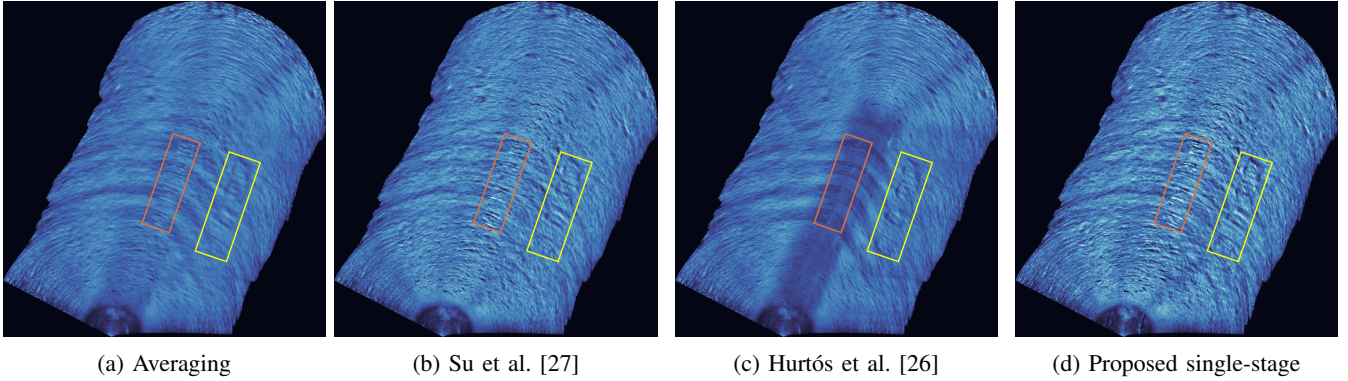 (a) Averaging
(b) Su et al. [27]
(c) Hurtós et al. [26]
(d) Proposed single-stage